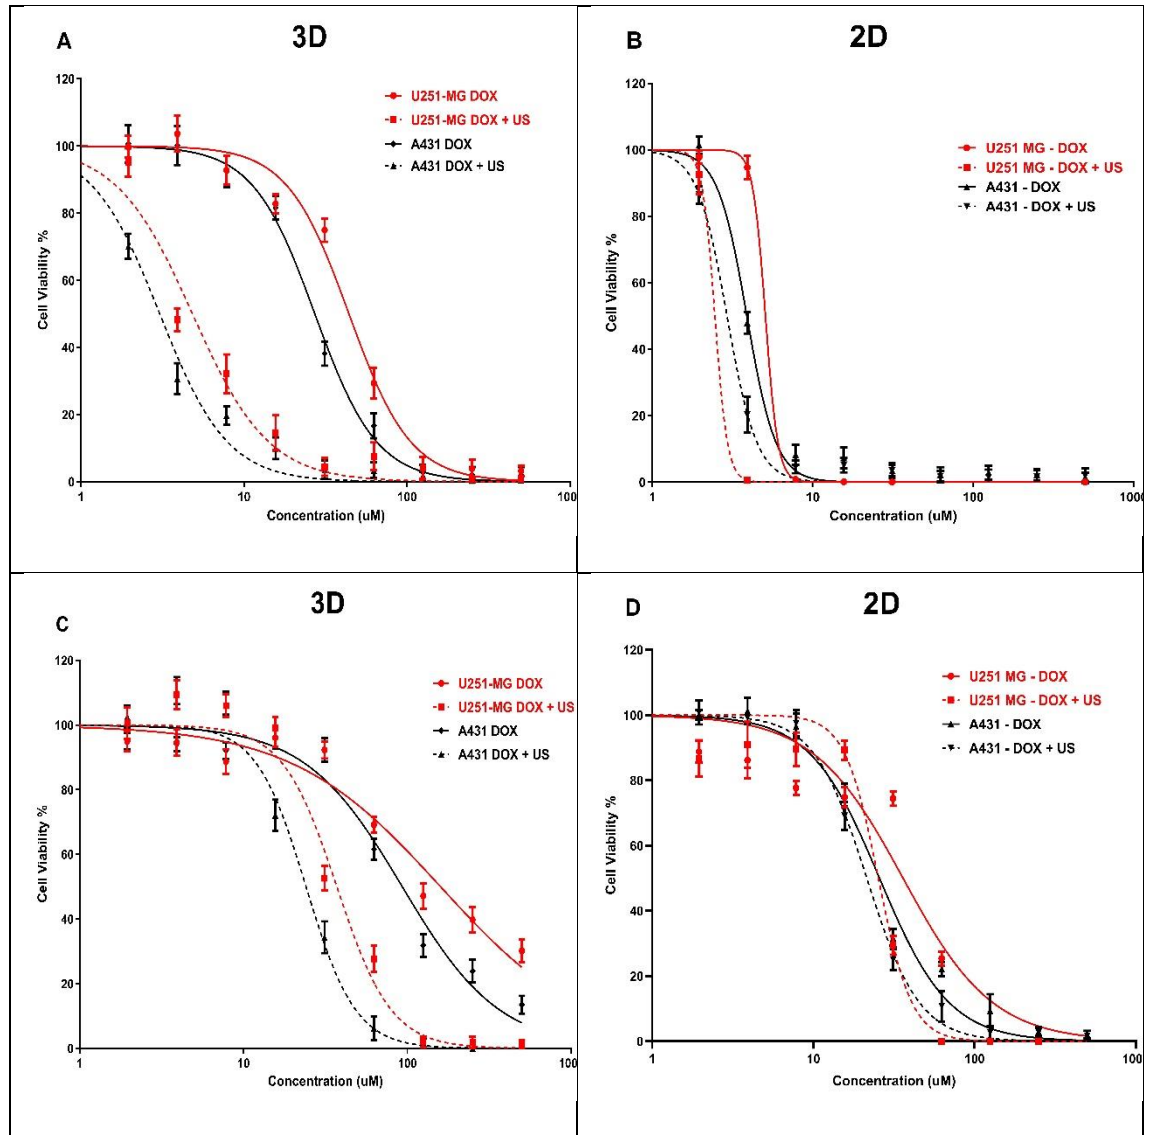 A
3D
U251-MG DOX
U251-MG DOX + US
A431 DOX
A431 DOX + US
120
100
80
60
40
20
0
Cell Viability %
1
10
100
100
Concentration (uM)
B
2D
U251 MG - DOX
U251 MG - DOX + US
A431 - DOX
A431 - DOX + US
120
100
80
60
40
20
0
Cell Viability %
1
10
100
1000
Concentration (uM)
C
3D
U251-MG DOX
U251-MG DOX + US
A431 DOX
A431 DOX + US
120
100
80
60
40
20
0
Cell Viability %
1
10
100
100
Concentration (uM)
D
2D
U251 MG - DOX
U251 MG - DOX + US
A431 - DOX
A431 - DOX + US
120
100
80
60
40
20
0
Cell Viability %
1
10
100
100
Concentration (uM)